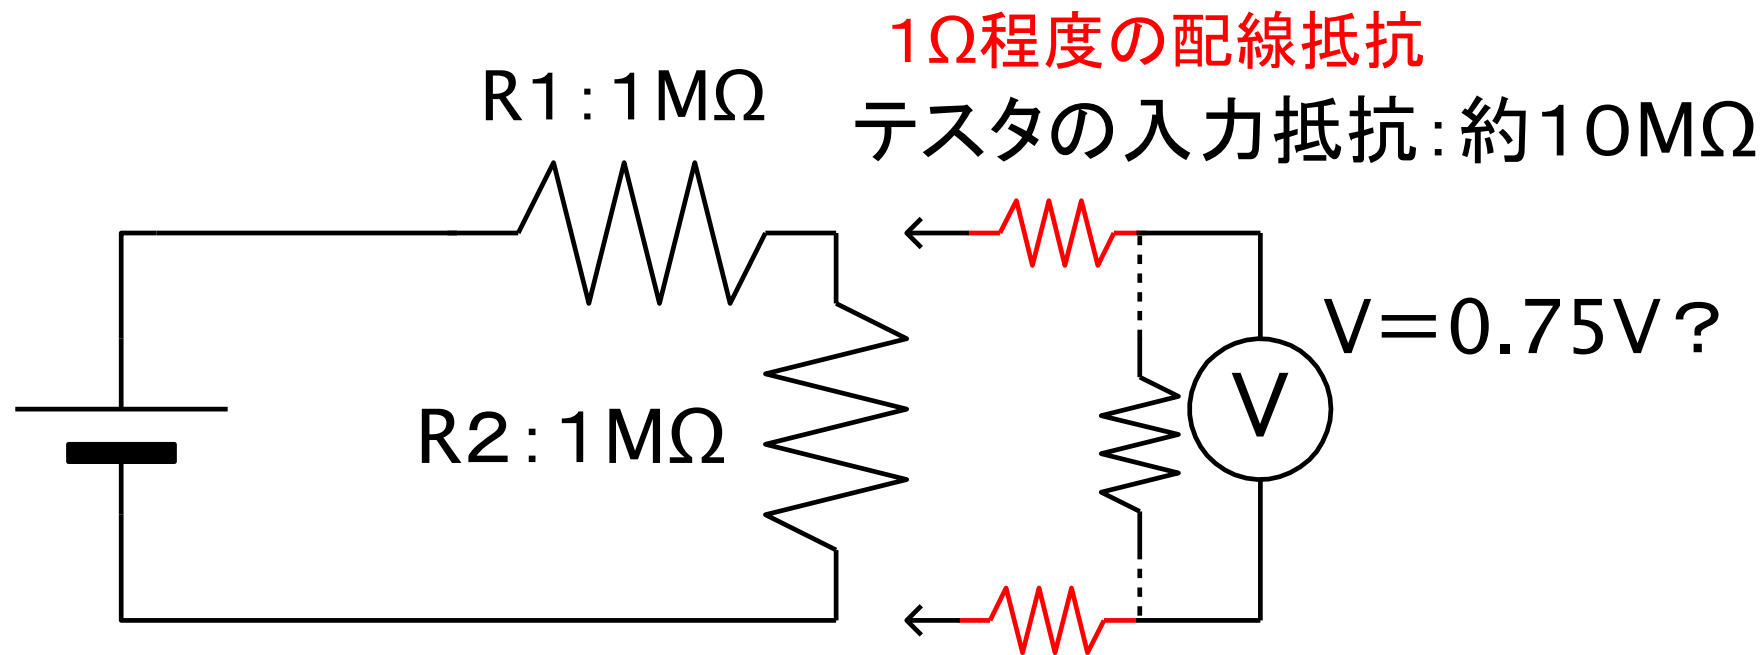 1Ω程度の配線抵抗
R1:1MΩ
テスタの入力抵抗:約10MΩ
V=0.75V?
V
R2:1MΩ